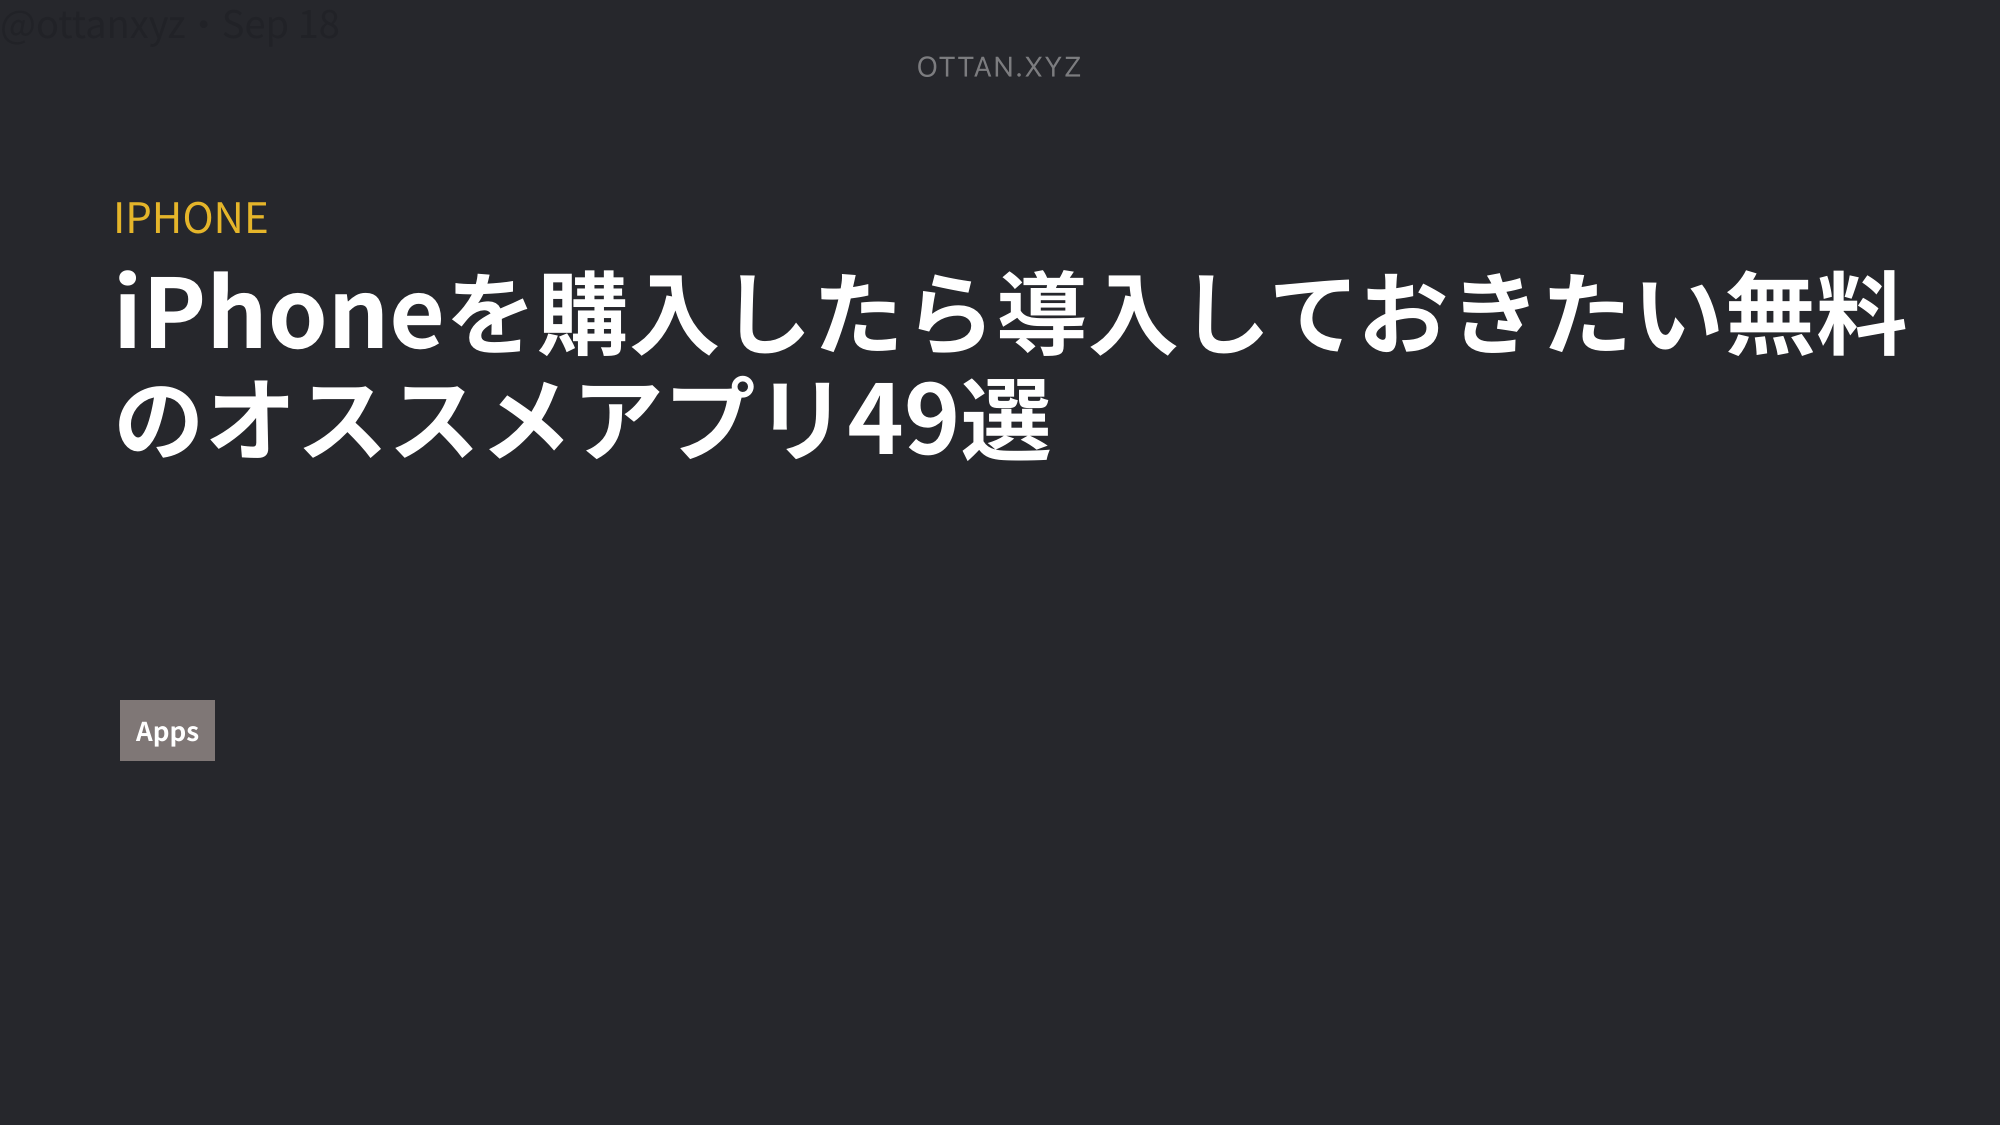 @ottanxyz・Sep 18
OTTAN.XYZ
IPHONE
iPhoneを購入したら導入しておきたい無料
のオススメアプリ49選
Apps